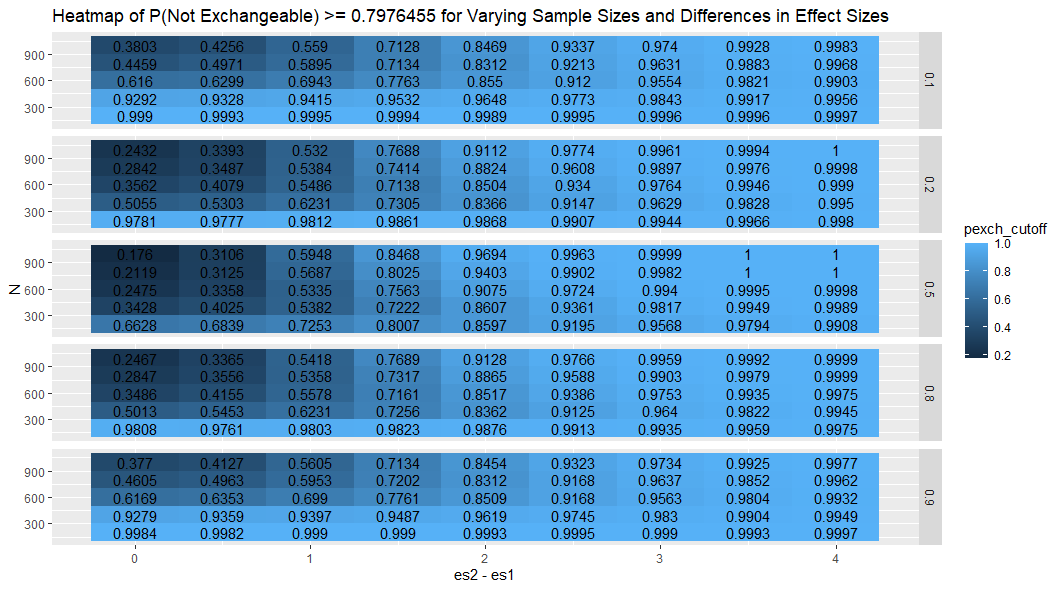 Heatmap of P(Not Exchangeable) >= 0.7976455 for Varying Sample Sizes and Differences in Effect Sizes
0.3803 0.4256 0.559 0.7128 0.8469 0.9337 0.974 0.9928 0.9983
900 0.4459 0.4971 0.5895 0.7134 0.8312 0.9213 0.9631 0.9883 0.9968
600 0.616 0.6299 0.6943 0.7763 0.855 0.912 0.9554 0.9821 0.9903 0.1
0.9292 0.9328 0.9415 0.9532 0.9648 0.9773 0.9843 0.9917 0.9956
300 0.999 0.9993 0.9995 0.9994 0.9989 0.9995 0.9996 0.9996 0.9997
0.2432 0.3393 0.532 0.7688 0.9112 0.9774 0.9961 0.9994 1
900 0.2842 0.3487 0.5384 0.7414 0.8824 0.9608 0.9897 0.9976 0.9998
600 0.3562 0.4079 0.5486 0.7138 0.8504 0.934 0.9764 0.9946 0.999 0.2
0.5055 0.5303 0.6231 0.7305 0.8366 0.9147 0.9629 0.9828 0.995
300 0.9781 0.9777 0.9812 0.9861 0.9868 0.9907 0.9944 0.9966 0.998
0.176 0.3106 0.5948 0.8468 0.9694 0.9963 0.9999 1 1
900 0.2119 0.3125 0.5687 0.8025 0.9403 0.9902 0.9982 1 1
N 600 0.2475 0.3358 0.5335 0.7563 0.9075 0.9724 0.994 0.9995 0.9998 0.5
0.3428 0.4025 0.5382 0.7222 0.8607 0.9361 0.9817 0.9949 0.9989
300 0.6628 0.6839 0.7253 0.8007 0.8597 0.9195 0.9568 0.9794 0.9908
0.2467 0.3365 0.5418 0.7689 0.9128 0.9766 0.9959 0.9992 0.9999
900 0.2847 0.3556 0.5358 0.7317 0.8865 0.9588 0.9903 0.9979 0.9999
600 0.3486 0.4155 0.5578 0.7161 0.8517 0.9386 0.9753 0.9935 0.9975 0.8
0.5013 0.5453 0.6231 0.7256 0.8362 0.9125 0.964 0.9822 0.9945
300 0.9808 0.9761 0.9803 0.9823 0.9876 0.9913 0.9935 0.9959 0.9975
0.377 0.4127 0.5605 0.7134 0.8454 0.9323 0.9734 0.9925 0.9977
900 0.4605 0.4963 0.5953 0.7202 0.8312 0.9168 0.9637 0.9852 0.9962
600 0.6169 0.6353 0.699 0.7761 0.8509 0.9168 0.9563 0.9804 0.9932 0.9
0.9279 0.9359 0.9397 0.9487 0.9619 0.9745 0.983 0.9904 0.9949
300 0.9984 0.9982 0.999 0.999 0.9993 0.9995 0.999 0.9993 0.9997
0 1 2 3 4
es2 - es1
pexch_cutoff
1.0
0.8
0.6
0.4
0.2